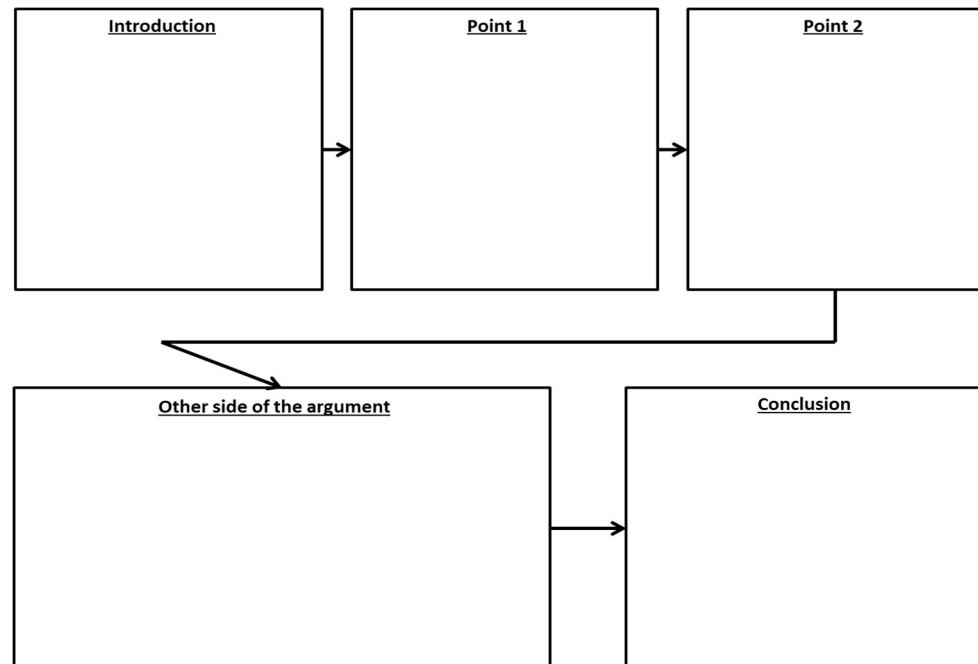 Introduction
Point 1
Point 2
Other side of the argument
Conclusion